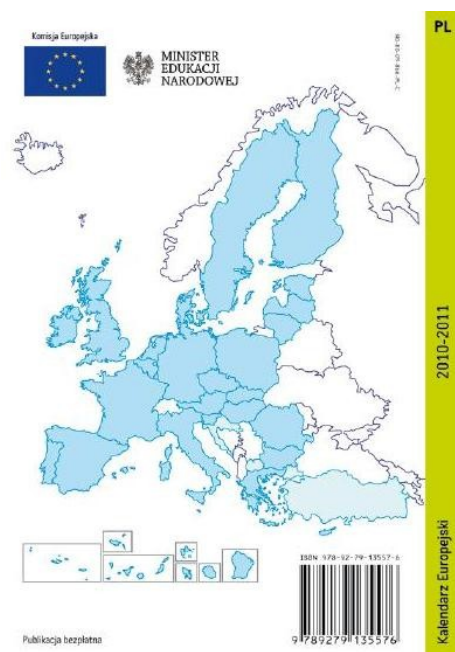 Komisja Europejska
MINISTER
EDUKACJI
NARODOWEJ
PL
2010-2011
Kalendarz Europejski
ISBN 978-92-79-13557-6
9 789279 135576
Publikacja bezpłatna